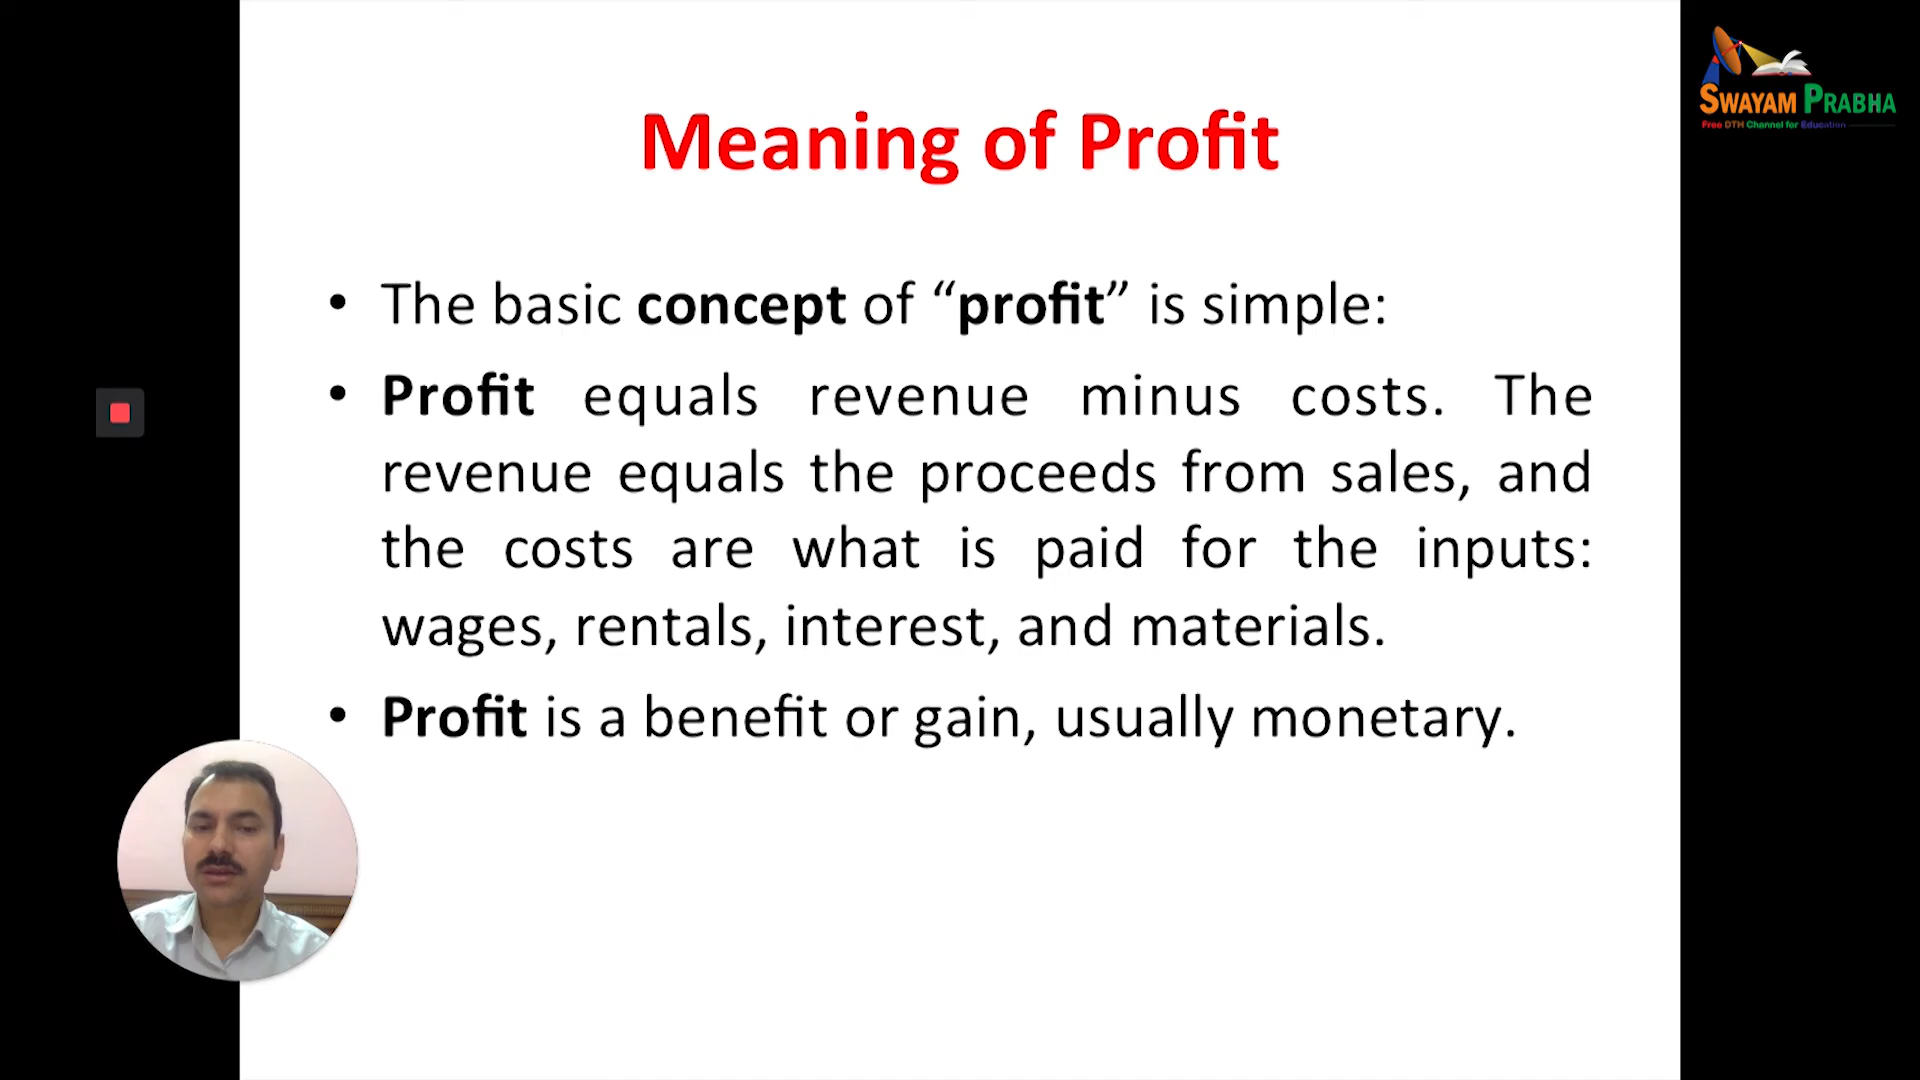 Meaning of Profit
SWAYAM PRABHA
Free DTH Channel for Education
• The basic concept of “profit” is simple:
• Profit equals revenue minus costs. The
revenue equals the proceeds from sales, and
the costs are what is paid for the inputs:
wages, rentals, interest, and materials.
• Profit is a benefit or gain, usually monetary.